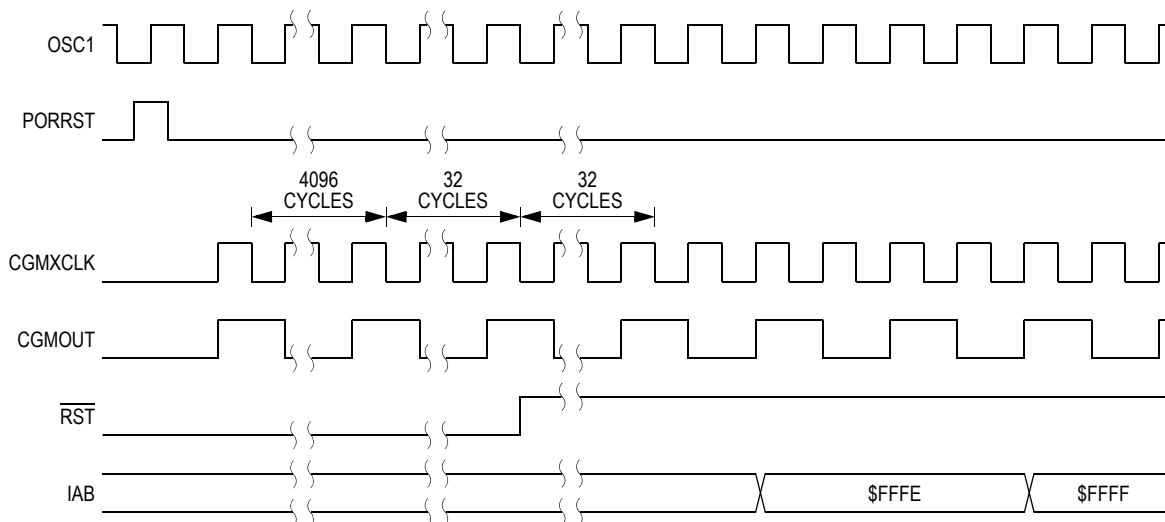 OSC1
PORRST
4096
CYCLES
32
CYCLES
32
CYCLES
CGMXCLK
CGMOUT
RST
IAB
$FFFE
$FFFF